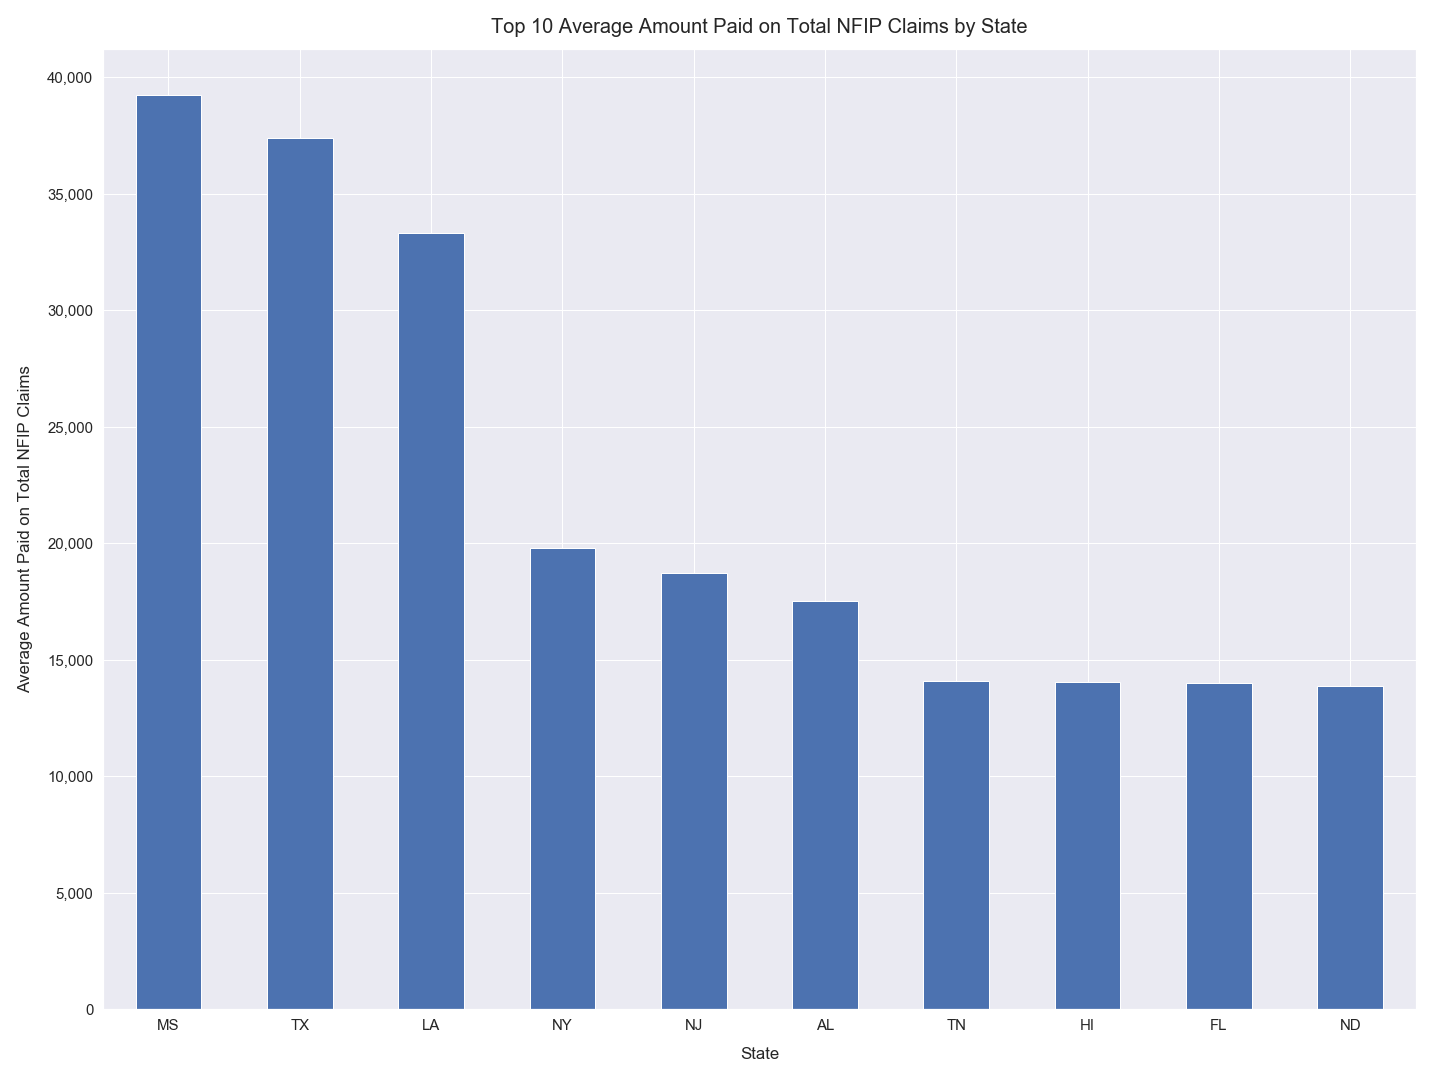 Top 10 Average Amount Paid on Total NFIP Claims by State
Average Amount Paid on Total NFIP Claims
40,000
35,000
30,000
25,000
20,000
15,000
10,000
5,000
0
MS TX LA NY NJ AL TN HI FL ND
State